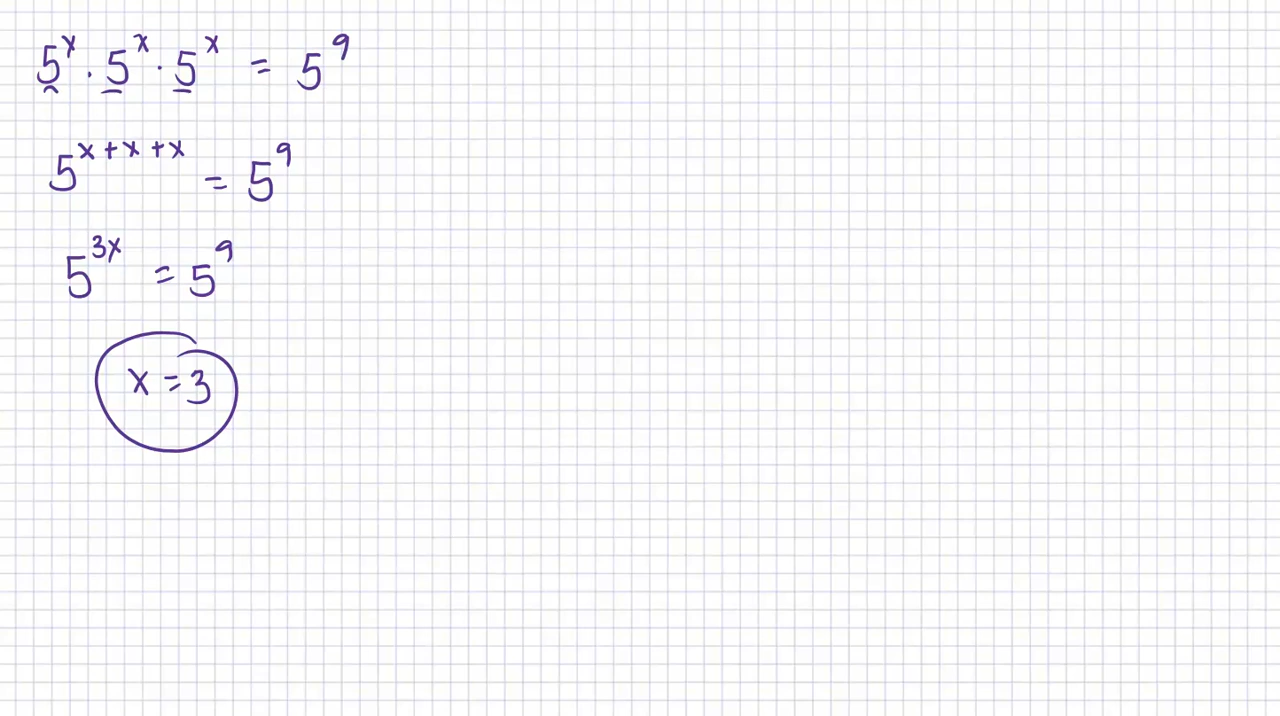 5^x · 5^x · 5^x = 5^9
5^{x+x+x} = 5^9
5^{3x} = 5^9
x = 3